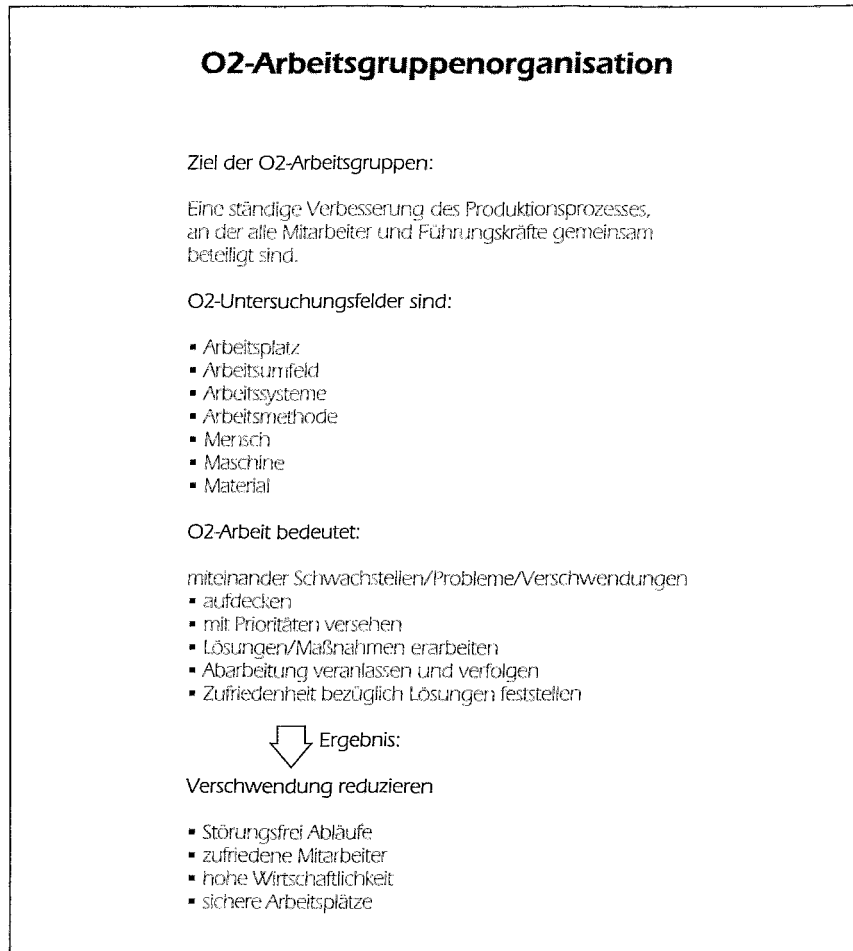 O2-Arbeitsgruppenorganisation
Ziel der O2-Arbeitsgruppen:
Eine ständige Verbesserung des Produktionsprozesses,
an der alle Mitarbeiter und Führungskräfte gemeinsam
beteiligt sind.
O2-Untersuchungsfelder sind:
▪ Arbeitsplatz
▪ Arbeitsumfeld
▪ Arbeitssysteme
▪ Arbeitsmethode
▪ Mensch
▪ Maschine
▪ Material
O2-Arbeit bedeutet:
miteinander Schwachstellen/Probleme/Verschwendungen
▪ aufdecken
▪ mit Prioritäten versehen
▪ Lösungen/Maßnahmen erarbeiten
▪ Abarbeitung veranlassen und verfolgen
▪ Zufriedenheit bezüglich Lösungen feststellen
Ergebnis:
Verschwendung reduzieren
▪ Störungsfrei Abläufe
▪ zufriedene Mitarbeiter
▪ hohe Wirtschaftlichkeit
▪ sichere Arbeitsplätze